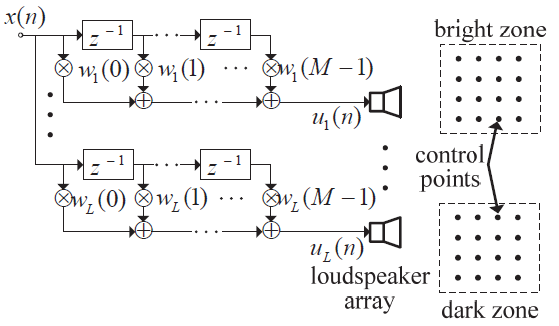 x(n)
z⁻¹ ··· z⁻¹
bright zone
w₁(0) w₁(1) ··· w₁(M − 1)
···
u₁(n)
control
points
z⁻¹ ··· z⁻¹
w_L(0) w_L(1) ··· w_L(M − 1)
···
u_L(n)
loudspeaker
array
dark zone